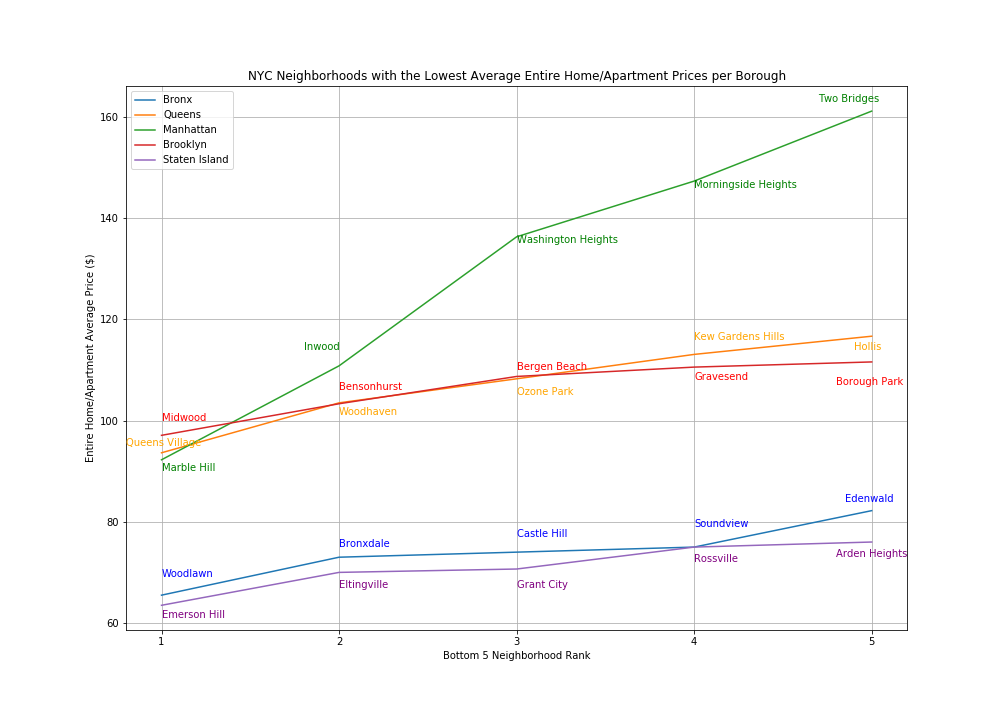 NYC Neighborhoods with the Lowest Average Entire Home/Apartment Prices per Borough
Bronx
Queens
Manhattan
Brooklyn
Staten Island
Two Bridges
Morningside Heights
Washington Heights
Kew Gardens Hills
Inwood
Hollis
Bergen Beach
Gravesend
Borough Park
Bensonhurst
Ozone Park
Woodhaven
Midwood
Queens Village
Marble Hill
Edenwald
Soundview
Castle Hill
Bronxdale
Arden Heights
Rossville
Woodlawn
Eltingville
Grant City
Emerson Hill
160
140
120
100
80
60
Entire Home/Apartment Average Price ($)
1 2 3 4 5
Bottom 5 Neighborhood Rank